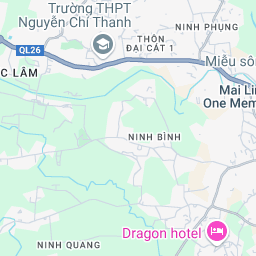 Trường THPT
Nguyễn Chí Thanh
NINH PHỤNG
THÔN
ĐẠI CÁT 1
QL26
Miếu sô
C LÂM
Mai Lin
One Mem
NINH BÌNH
Dragon hotel
NINH QUANG